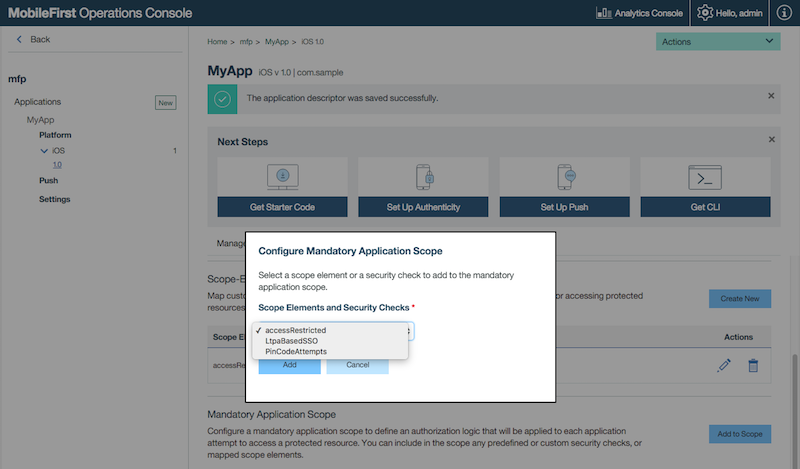 MobileFirst Operations Console
Analytics Console
Hello, admin
Back
Home > mfp > MyApp > iOS 1.0
Actions
mfp
MyApp iOS v 1.0 | com.sample
Applications
New
The application descriptor was saved successfully.
MyApp
Platform
iOS
1
1.0
Push
Settings
Next Steps
Get Starter Code
Set Up Authenticity
Set Up Push
Get CLI
Manage
Configure Mandatory Application Scope
Select a scope element or a security check to add to the mandatory
application scope.
Scope Elements and Security Checks *
✓ accessRestricted
LtpaBasedSSO
PinCodeAttempts
Add
Cancel
Scope-E
Map custo
or accessing protected
resources
Create New
Scope El
Actions
accessRe
Mandatory Application Scope
Configure a mandatory application scope to define an authorization logic that will be applied to each application
attempt to access a protected resource. You can include in the scope any predefined or custom security checks, or
mapped scope elements.
Add to Scope